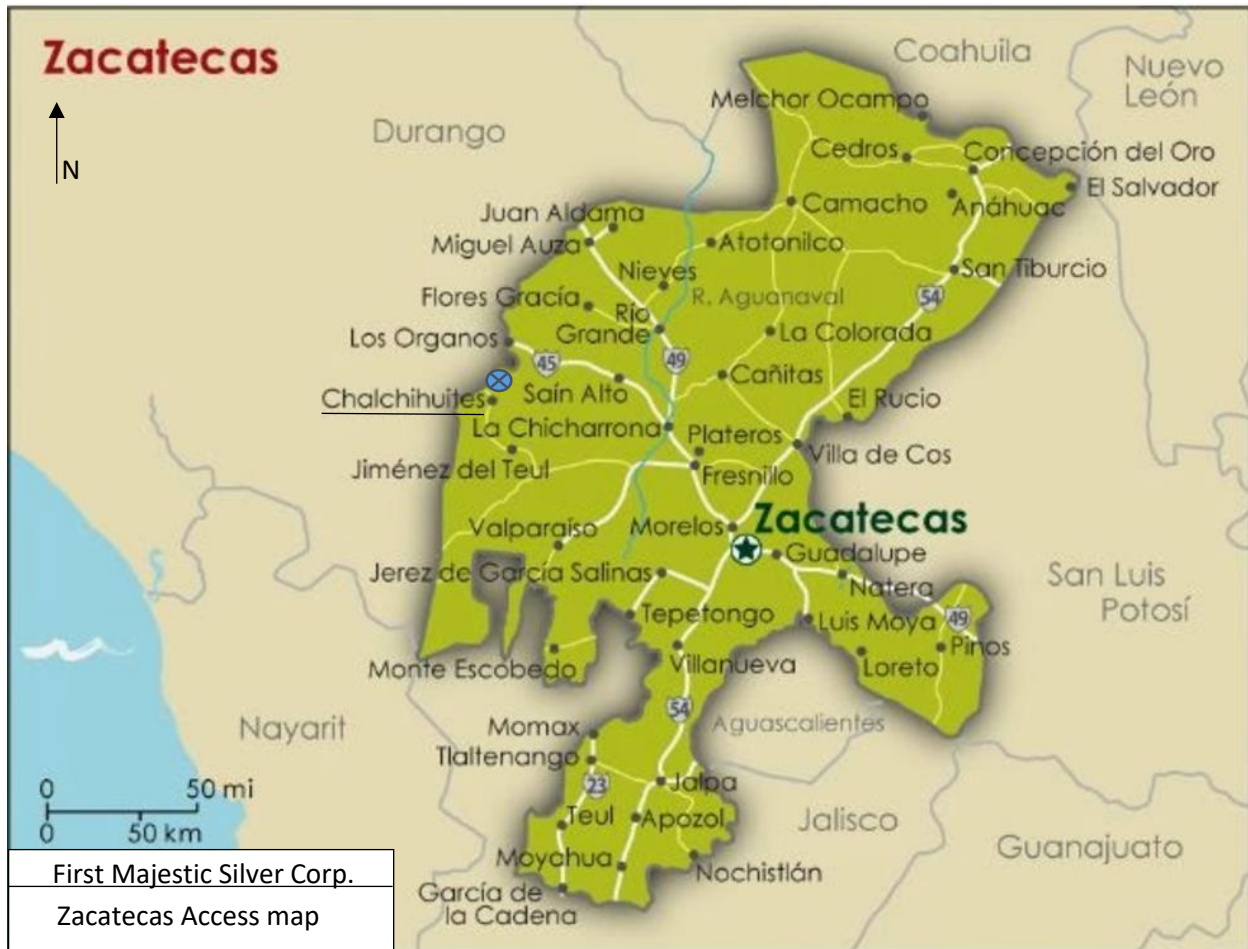 Zacatecas
N
Coahuila
Nuevo
León
Durango
Melchor Ocampo
Cedros
Concepción del Oro
El Salvador
Anáhuac
Camacho
Juan Aldama
Miguel Auza
Atotonilco
San Tiburcio
Nieves
R. Aguanaval
54
Flores Gracía
Río
Grande
La Colorada
Los Organos
49
45
Saín Alto
Cañitas
Chalchihuites
El Rucio
La Chicharrona
Plateros
Villa de Cos
Jiménez del Teul
Fresnillo
Valparaíso
Morelos
Zacatecas
Guadalupe
Jerez de García Salinas
Natera
San Luis
Potosí
Tepetongo
Luis Moya
49
Pinos
Monte Escobedo
Villanueva
Loreto
Nayarit
54
Aguascalientes
Momax
Tlaltenango
0
50 mi
23
Jalpa
0
50 km
Teul
Apozol
Jalisco
Guanajuato
Moyahua
Nochistlán
García de
la Cadena
First Majestic Silver Corp.
Zacatecas Access map